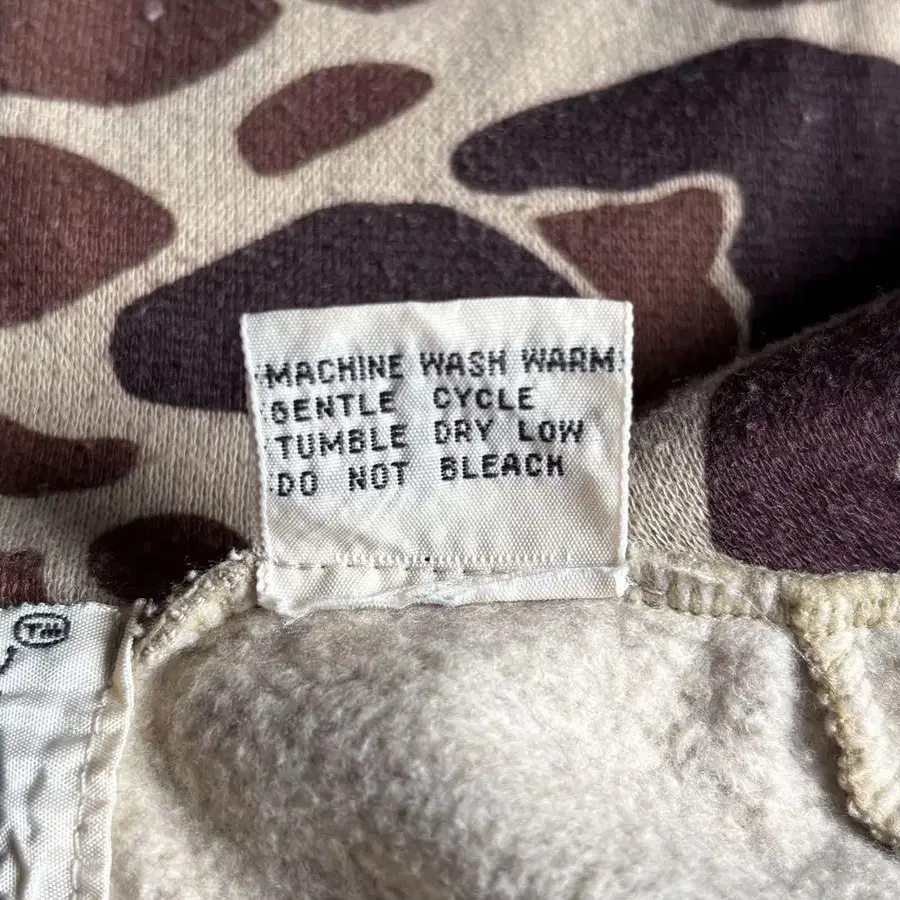 MACHINE WASH WARM
GENTLE CYCLE
TUMBLE DRY LOW
DO NOT BLEACH
TM